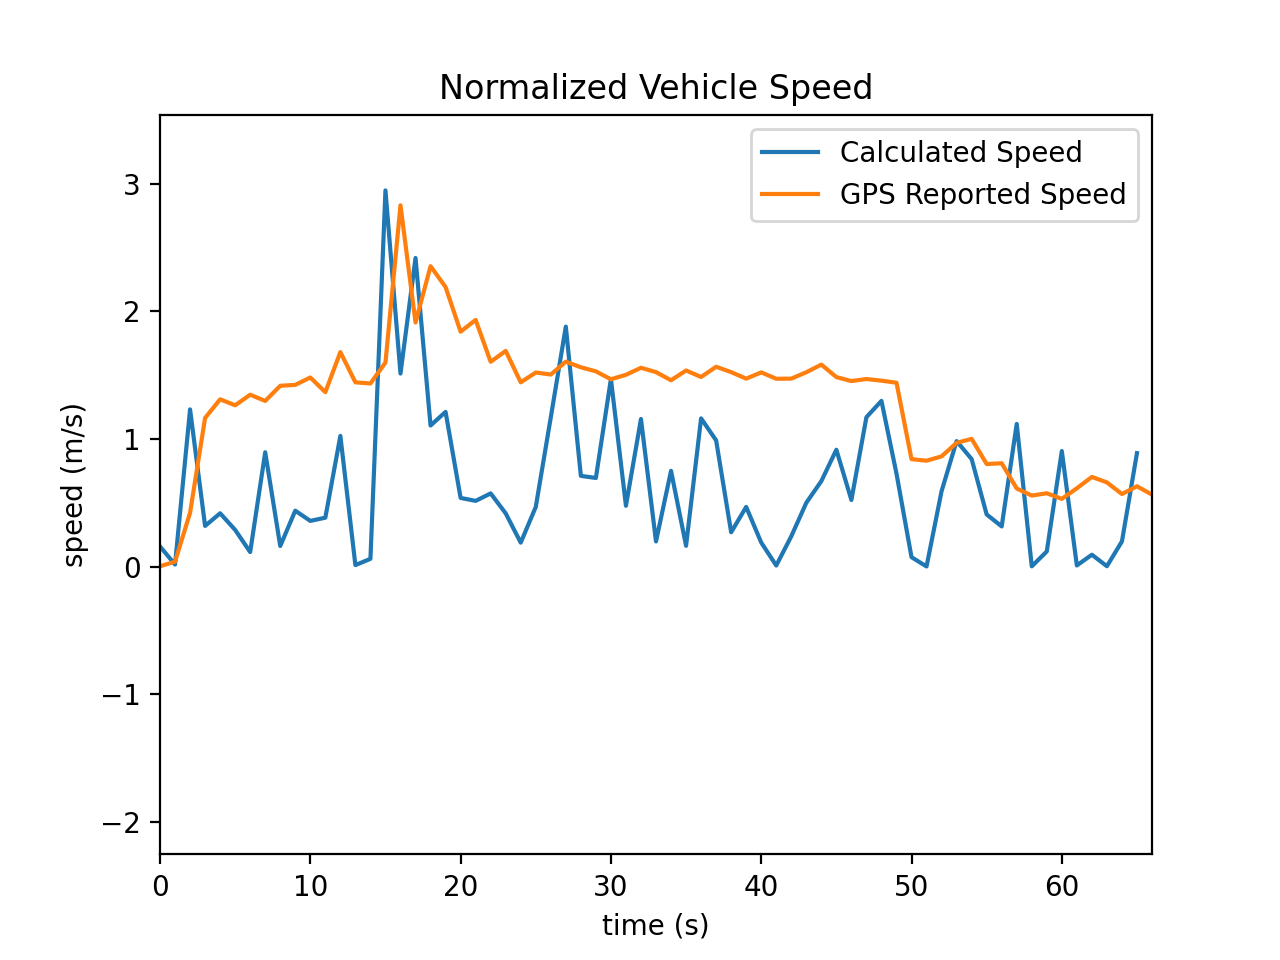 Normalized Vehicle Speed
Calculated Speed
GPS Reported Speed
speed (m/s)
3
2
1
0
−1
−2
0 10 20 30 40 50 60
time (s)